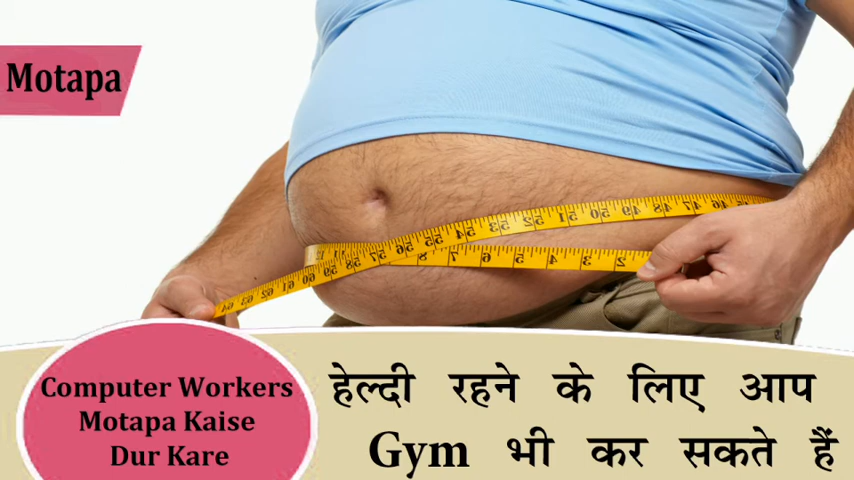 Motapa
Computer Workers
Motapa Kaise
Dur Kare
हेल्दी रहने के लिए आप
Gym भी कर सकते हैं